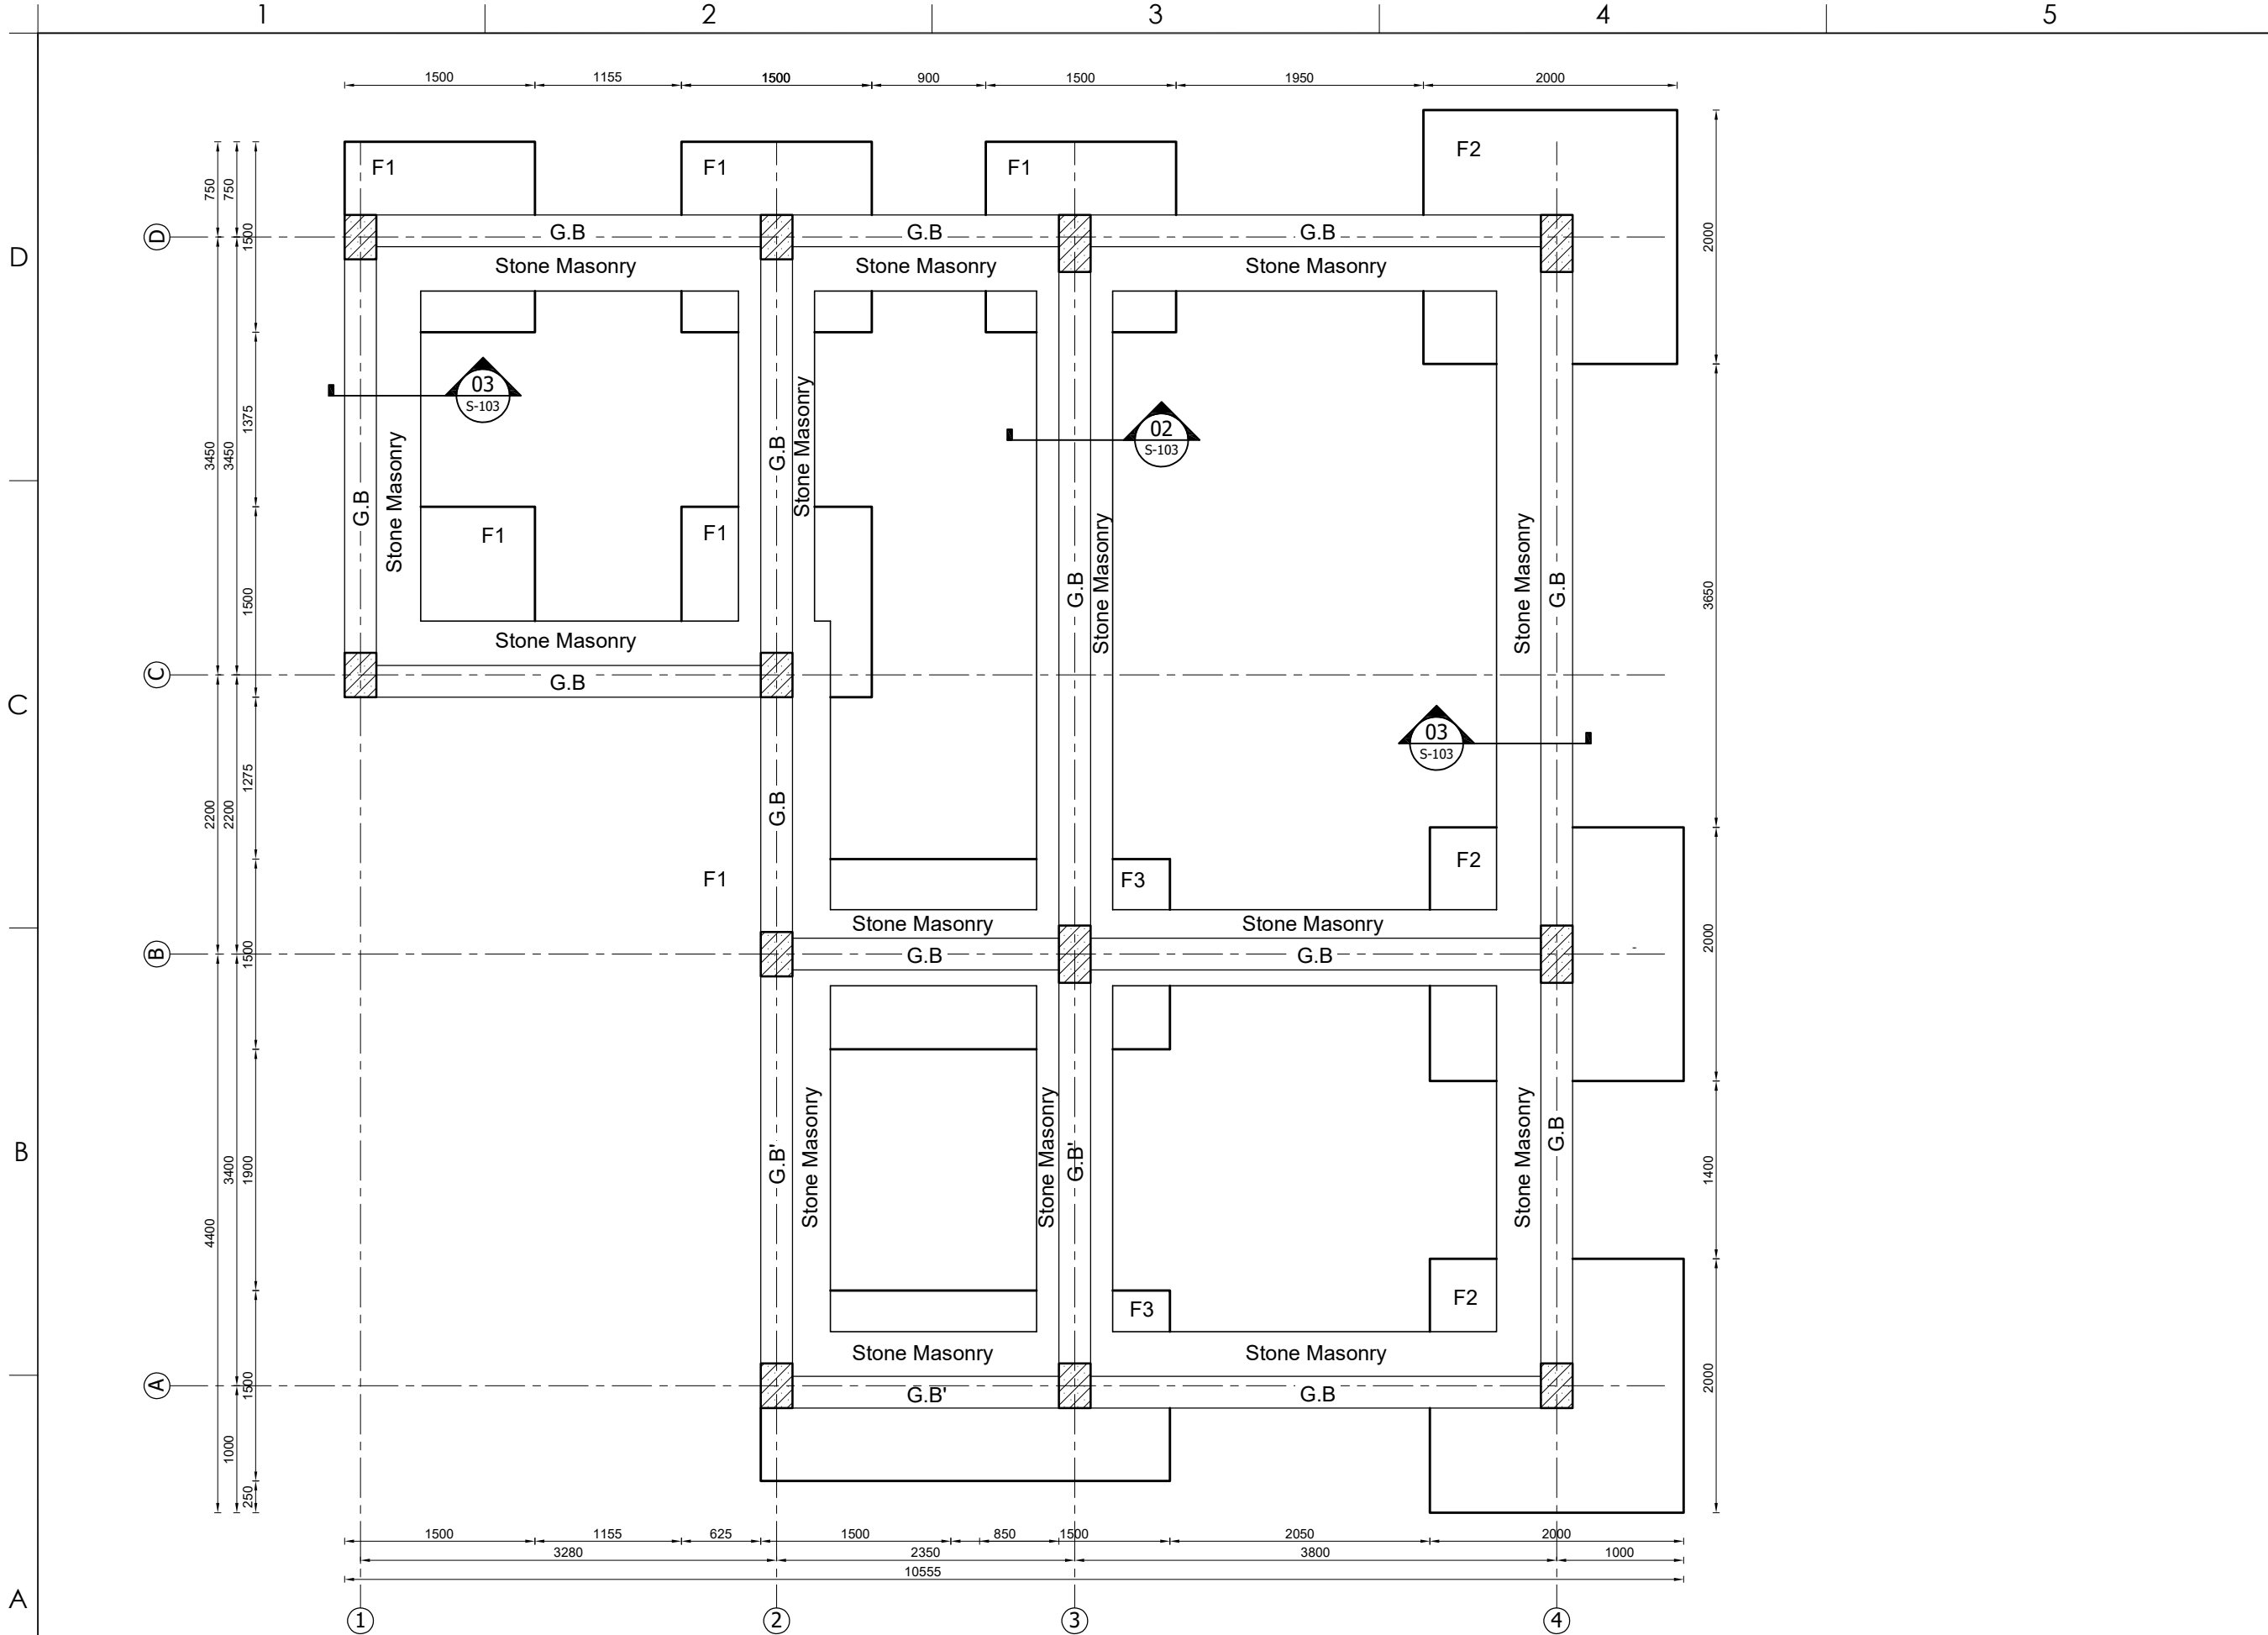 1 2 3 4 5
1500 1155 1500 900 1500 1950 2000
F1 F1 F1 F2
750 750
D D 1500 2000
G.B G.B G.B
Stone Masonry Stone Masonry Stone Masonry
03
S-103
02
S-103
3450 3450 1375
Stone Masonry
G.B
Stone Masonry
G.B
Stone Masonry
G.B
Stone Masonry
G.B
F1 F1
1500 3650
Stone Masonry
C G.B
C
03
S-103
2200 2200 1275
G.B
F1 F3 F2
Stone Masonry Stone Masonry
B 1500 G.B G.B - 2000
B
4400 3400 1900 1400
G.B'
Stone Masonry
Stone Masonry
G.B'
Stone Masonry
G.B
F3 F2
Stone Masonry Stone Masonry
A 1500 G.B' G.B 2000
1000
250
1500 1155 625 1500 850 1500 2050 2000
3280 2350 3800 1000
10555
A
1 2 3 4